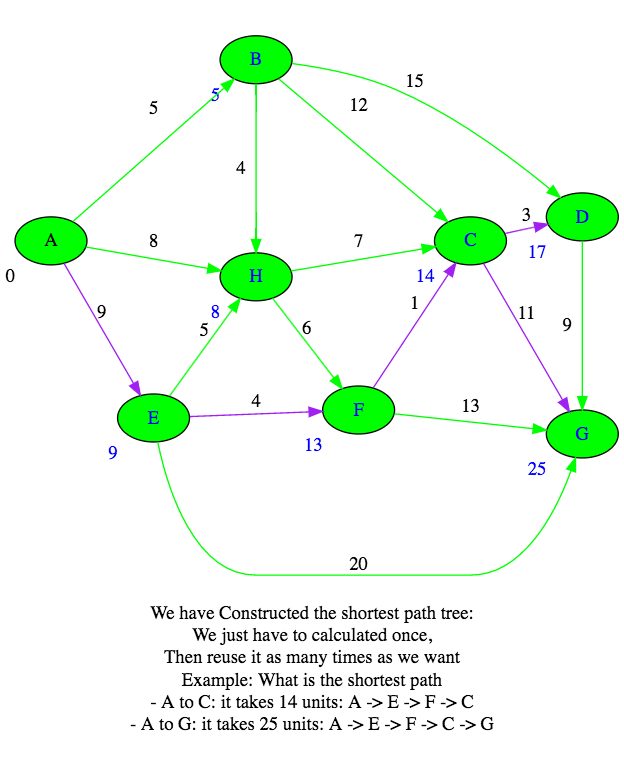 B
15
5
5
12
4
3
D
A
8
7
C
17
0
H
14
9
8
5
6
1
11
9
4
F
13
E
G
9
13
25
20
We have Constructed the shortest path tree:
We just have to calculated once,
Then reuse it as many times as we want
Example: What is the shortest path
- A to C: it takes 14 units: A -> E -> F -> C
- A to G: it takes 25 units: A -> E -> F -> C -> G